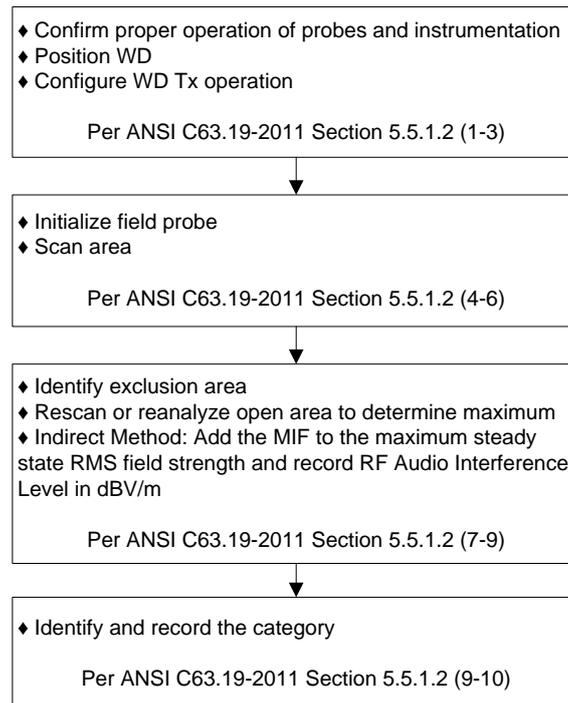 ♦ Confirm proper operation of probes and instrumentation
♦ Position WD
♦ Configure WD Tx operation
Per ANSI C63.19-2011 Section 5.5.1.2 (1-3)
♦ Initialize field probe
♦ Scan area
Per ANSI C63.19-2011 Section 5.5.1.2 (4-6)
♦ Identify exclusion area
♦ Rescan or reanalyze open area to determine maximum
♦ Indirect Method: Add the MIF to the maximum steady
state RMS field strength and record RF Audio Interference
Level in dBV/m
Per ANSI C63.19-2011 Section 5.5.1.2 (7-9)
♦ Identify and record the category
Per ANSI C63.19-2011 Section 5.5.1.2 (9-10)